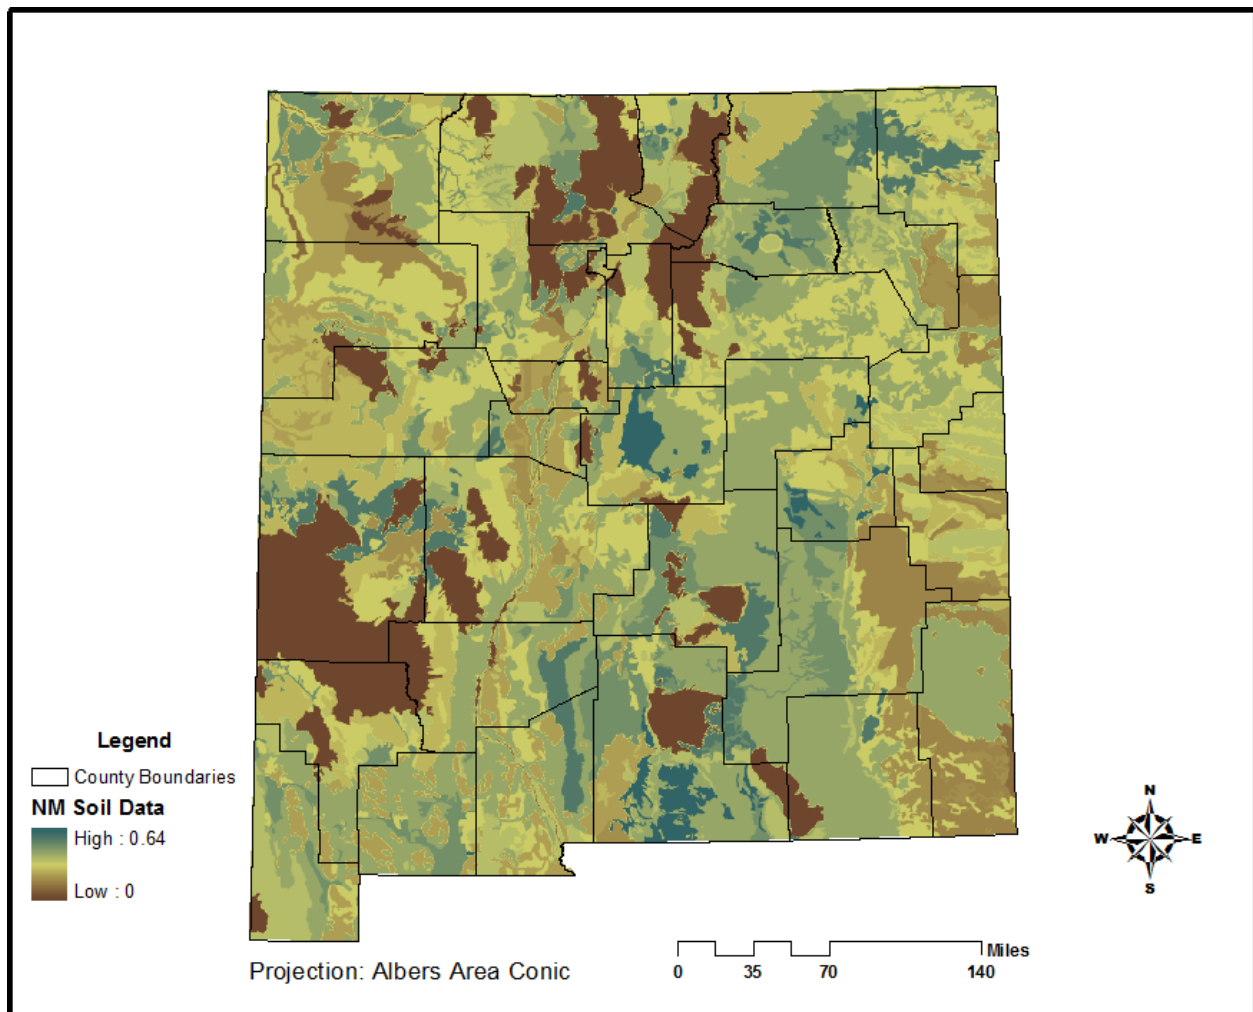 Legend
County Boundaries
NM Soil Data
High : 0.64
Low : 0
N
W E
S
Miles
0 35 70 140
Projection: Albers Area Conic